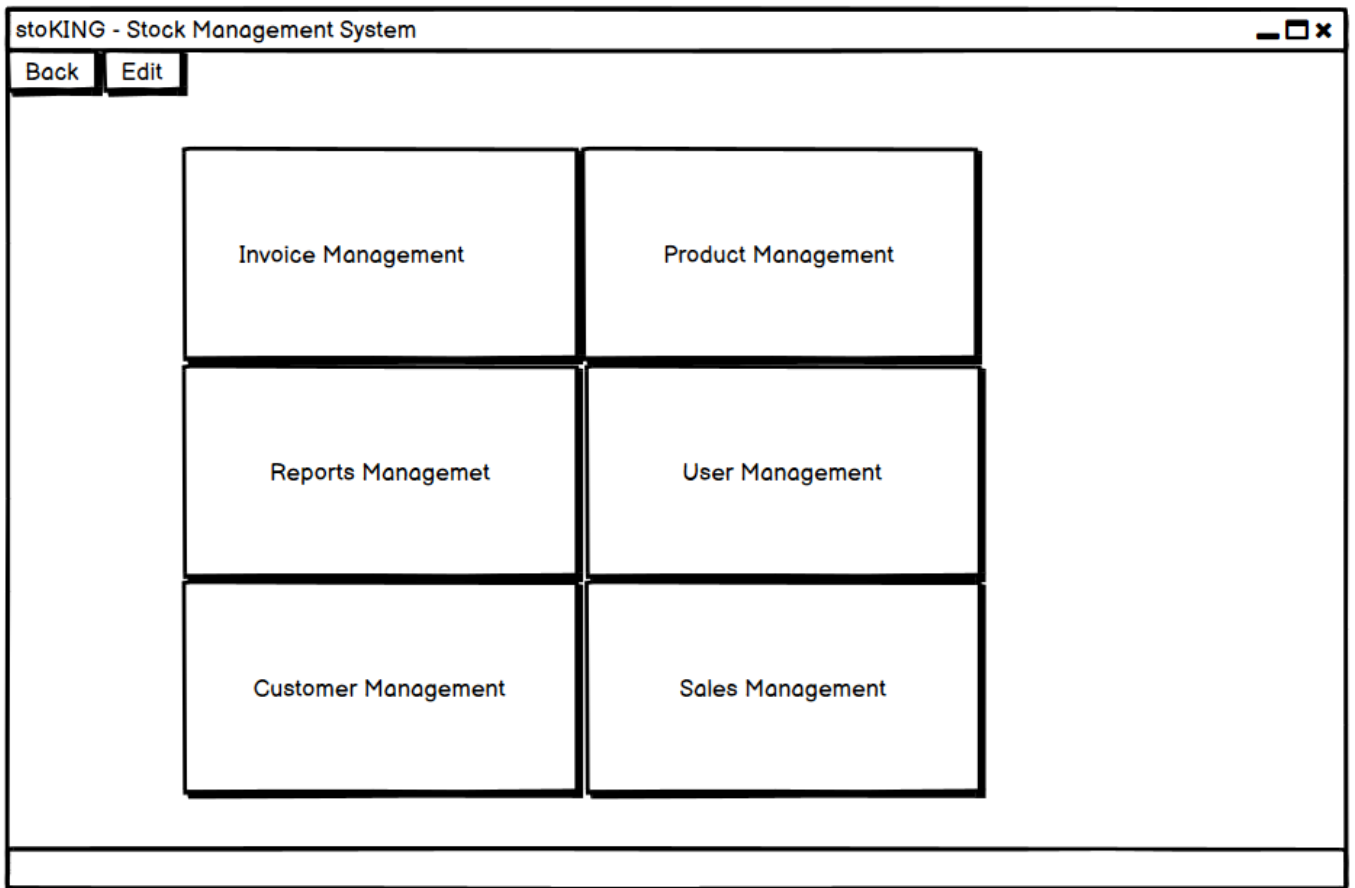 stoKING - Stock Management System
Back Edit
Invoice Management Product Management
Reports Managemet User Management
Customer Management Sales Management